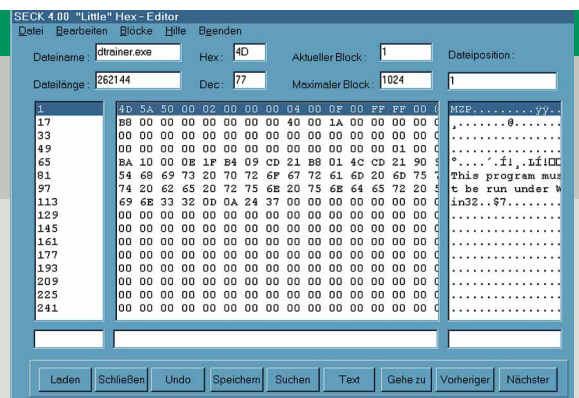 SECK 4.00 "Little" Hex - Editor
Datei Bearbeiten Blöcke Hilfe Beenden
Dateiname : dtrainer.exe Hex : 4D Aktueller Block : 1 Dateiposition :
Dateilänge : 262144 Dec : 77 Maximaler Block : 1024 1
1 4D 5A 50 00 02 00 00 00 04 00 0F 00 FF FF 00 MZP.........ÿÿ..
17 B8 00 00 00 00 00 00 00 40 00 1A 00 00 00 00 ¸.......@.......
33 00 00 00 00 00 00 00 00 00 00 00 00 00 00 00 ................
49 00 00 00 00 00 00 00 00 00 00 00 00 01 00 ................
65 BA 10 00 0E 1F B4 09 CD 21 B8 01 4C CD 21 90
81 54 68 69 73 20 70 72 6F 67 72 61 6D 20 6D 75 This program mus
97 74 20 62 65 20 72 75 6E 20 75 6E 64 65 72 20 t be run under W
113 69 6E 33 32 0D 0A 24 37 00 00 00 00 00 00 00 in32..$7........
129 00 00 00 00 00 00 00 00 00 00 00 00 00 00 00 ................
145 00 00 00 00 00 00 00 00 00 00 00 00 00 00 00 ................
161 00 00 00 00 00 00 00 00 00 00 00 00 00 00 00 ................
177 00 00 00 00 00 00 00 00 00 00 00 00 00 00 00 ................
193 00 00 00 00 00 00 00 00 00 00 00 00 00 00 00 ................
209 00 00 00 00 00 00 00 00 00 00 00 00 00 00 00 ................
225 00 00 00 00 00 00 00 00 00 00 00 00 00 00 00 ................
241 00 00 00 00 00 00 00 00 00 00 00 00 00 00 00 ................
Laden Schließen Undo Speichern Suchen Text Gehe zu Vorheriger Nächster